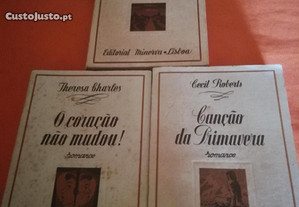 CustoJusto.pt
Editorial Minerva • Lisboa
Theresa Charles
O coração
não mudou!
romance
Cecil Roberts
Canção
da Primavera
romance